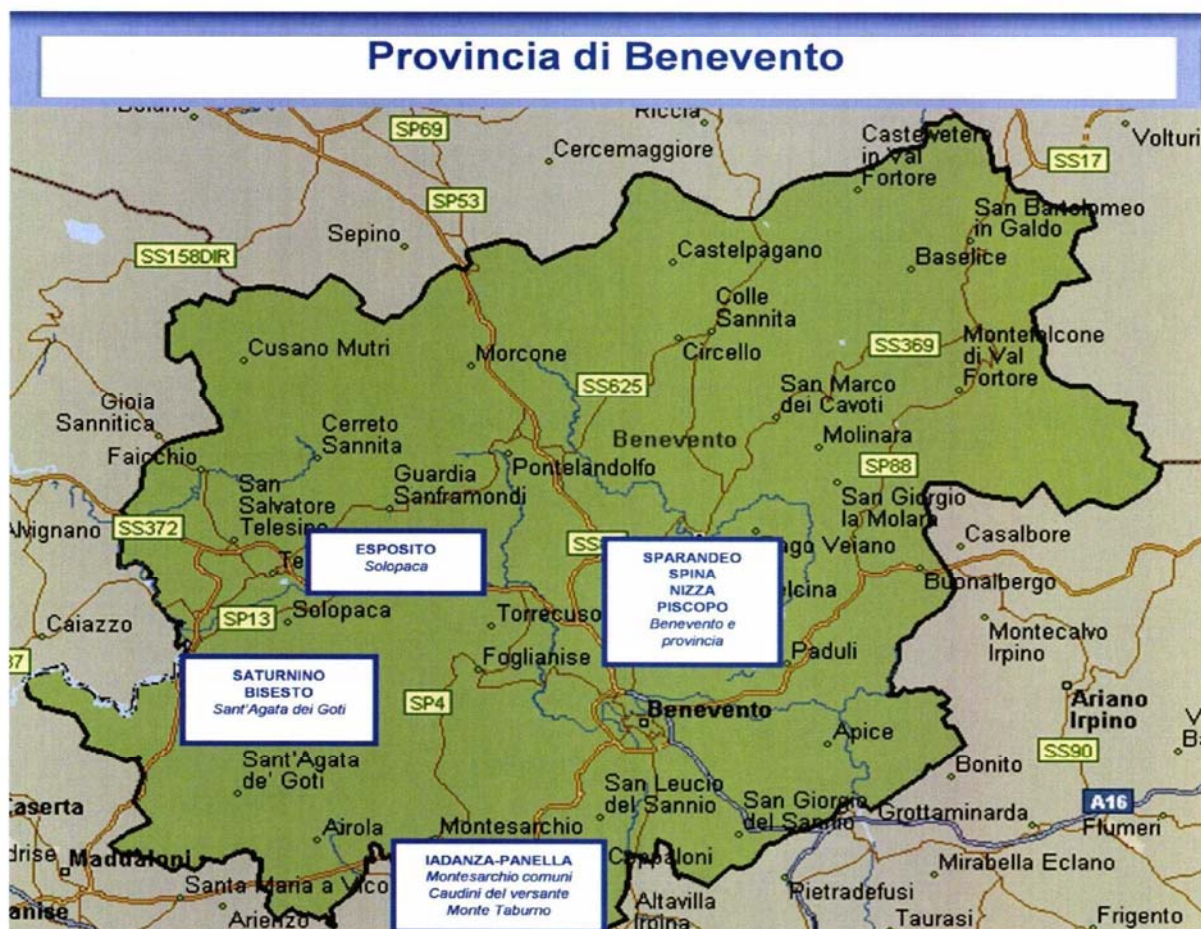 Provincia di Benevento
Riccia
SP69
Castelvetere
in Val
Fortore
SS17
Volturi
Cercemaggiore
SP53
San Bartolomeo
in Galdo
Sepino
SS158DIR
Castelpagano
Baselice
Colle
Sannita
Cusano Mutri
Morcone
Circello
SS369
Montefalcone
di Val
Fortore
SS625
San Marco
dei Cavoti
Gioia
Sannitica
Cerreto
Sannita
Benevento
Molinara
Faicchio
Guardia
Sanframondi
Pontelandolfo
SP88
San
Salvatore
Telesino
San Giorgio
la Molara
Alvignano
SS372
Casalbore
ESPOSITO
Solopaca
SPARANDEO
SPINA
NIZZA
PISCOPO
Benevento e
provincia
Buonalbergo
Solopaca
SP13
Torrecuso
Caiazzo
Montecalvo
Irpino
Foglianise
Paduli
SATURNINO
BISESTO
Sant'Agata dei Goti
SP4
Ariano
Irpino
Benevento
Apice
SS90
Sant'Agata
de' Goti
San Leucio
del Sannio
Bonito
San Giorgio
del Sannio
Grottaminarda
A16
Flumeri
Airola
Montesarchio
Maddaloni
IADANZA-PANELLA
Montesarchio comuni
Caudini del versante
Monte Taburno
Mirabella Eclano
Santa Maria a Vico
Pietradefusi
Arienzo
Altavilla
Irpina
Taurasi
Frigento